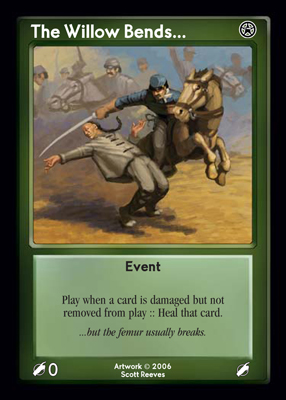 The Willow Bends...
Event
Play when a card is damaged but not
removed from play :: Heal that card.
...but the femur usually breaks.
0
Artwork © 2006
Scott Reeves